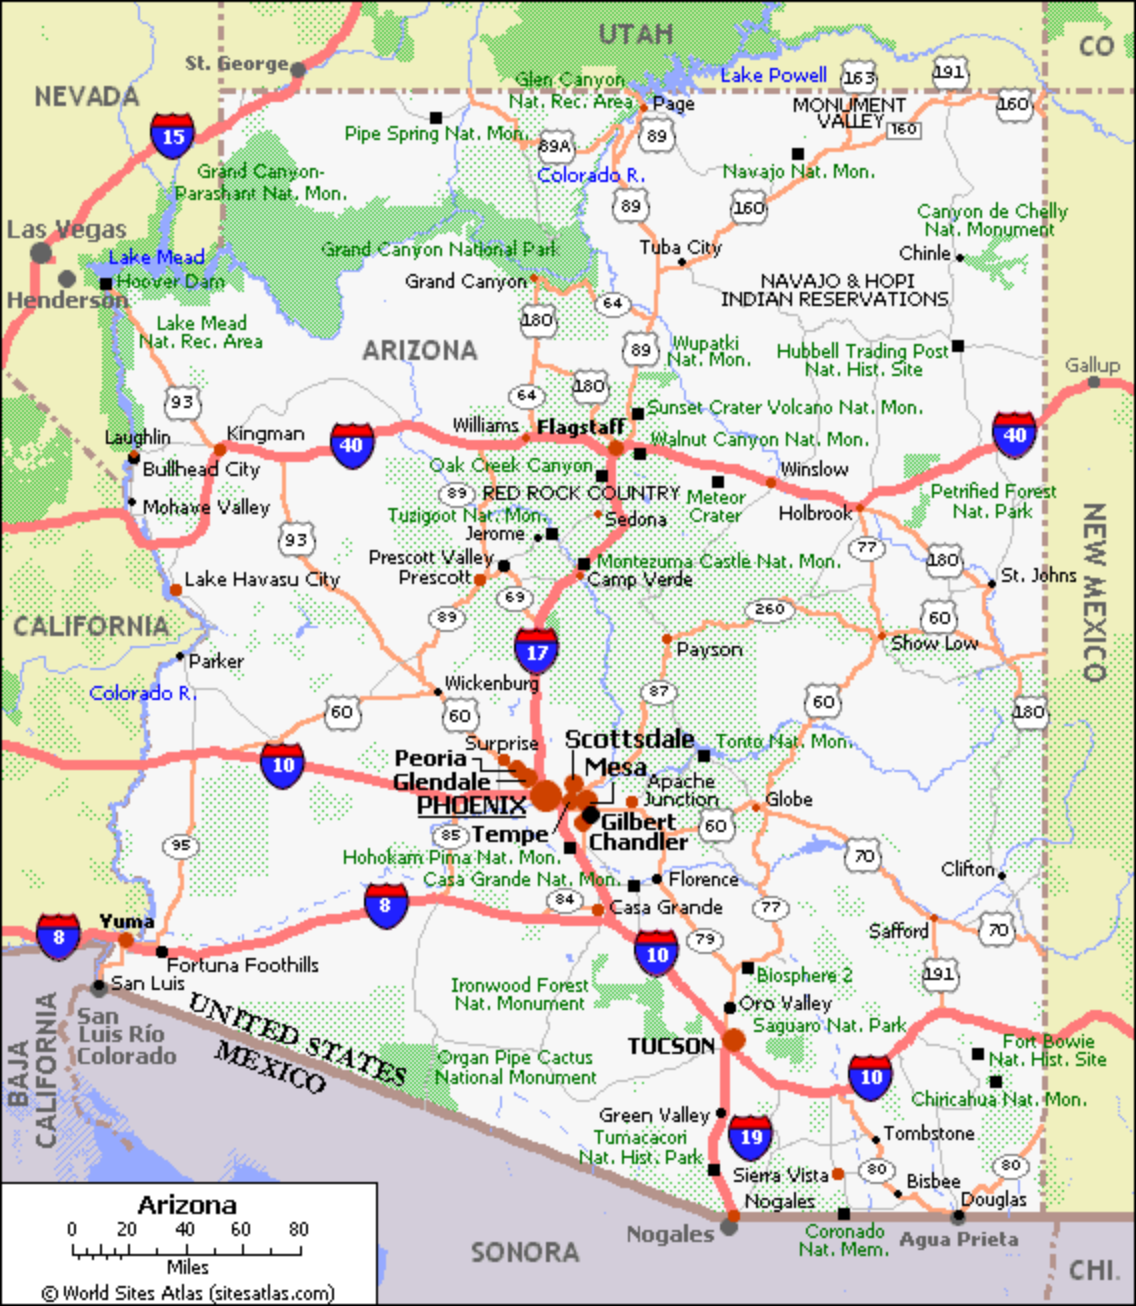 UTAH
CO
St. George
NEVADA
Glen Canyon
Nat. Rec. Area
Lake Powell
163
191
160
Page
MONUMENT
VALLEY
160
Pipe Spring Nat. Mon.
89A
89
15
Grand Canyon-
Parashant Nat. Mon.
Colorado R.
Navajo Nat. Mon.
89
160
Canyon de Chelly
Nat. Monument
Las Vegas
Grand Canyon National Park
Tuba City
Chinle
Lake Mead
Hoover Dam
Henderson
Grand Canyon
NAVAJO & HOPI
INDIAN RESERVATIONS
64
180
Lake Mead
Nat. Rec. Area
ARIZONA
89
Wupatki
Nat. Mon.
Hubbell Trading Post
Nat. Hist. Site
Gallup
93
64
180
Sunset Crater Volcano Nat. Mon.
Laughlin
Kingman
40
Williams
Flagstaff
Walnut Canyon Nat. Mon.
40
Bullhead City
Oak Creek Canyon
Winslow
Mohave Valley
89
RED ROCK COUNTRY
Meteor
Crater
Petrified Forest
Nat. Park
Tuzigoot Nat. Mon.
Sedona
Holbrook
NEW MEXICO
93
Jerome
77
180
Prescott Valley
Montezuma Castle Nat. Mon.
Prescott
Camp Verde
St. Johns
Lake Havasu City
69
89
260
60
CALIFORNIA
17
Payson
Show Low
Parker
Wickenburg
87
Colorado R.
60
60
60
180
Surprise
Scottsdale
Tonto Nat. Mon.
Peoria
10
Mesa
Glendale
Apache
Junction
PHOENIX
Globe
Tempe
Gilbert
60
Chandler
85
95
Hohokam Pima Nat. Mon.
70
Casa Grande Nat. Mon.
Florence
Clifton
8
84
Casa Grande
77
Yuma
8
Safford
70
79
10
Fortuna Foothills
Biosphere 2
191
San Luis
Ironwood Forest
Nat. Monument
Oro Valley
UNITED STATES
MEXICO
San
Luis Río
Colorado
BAJA
CALIFORNIA
Saguaro Nat. Park
TUCSON
Fort Bowie
Nat. Hist. Site
Organ Pipe Cactus
National Monument
10
Chiricahua Nat. Mon.
Green Valley
19
Tombstone
Tumacacori
Nat. Hist. Park
Sierra Vista
80
80
Bisbee
Nogales
Douglas
Nogales
Coronado
Nat. Mem.
Agua Prieta
SONORA
CHI.
Arizona
0 20 40 60 80
Miles
© World Sites Atlas (sitesatlas.com)